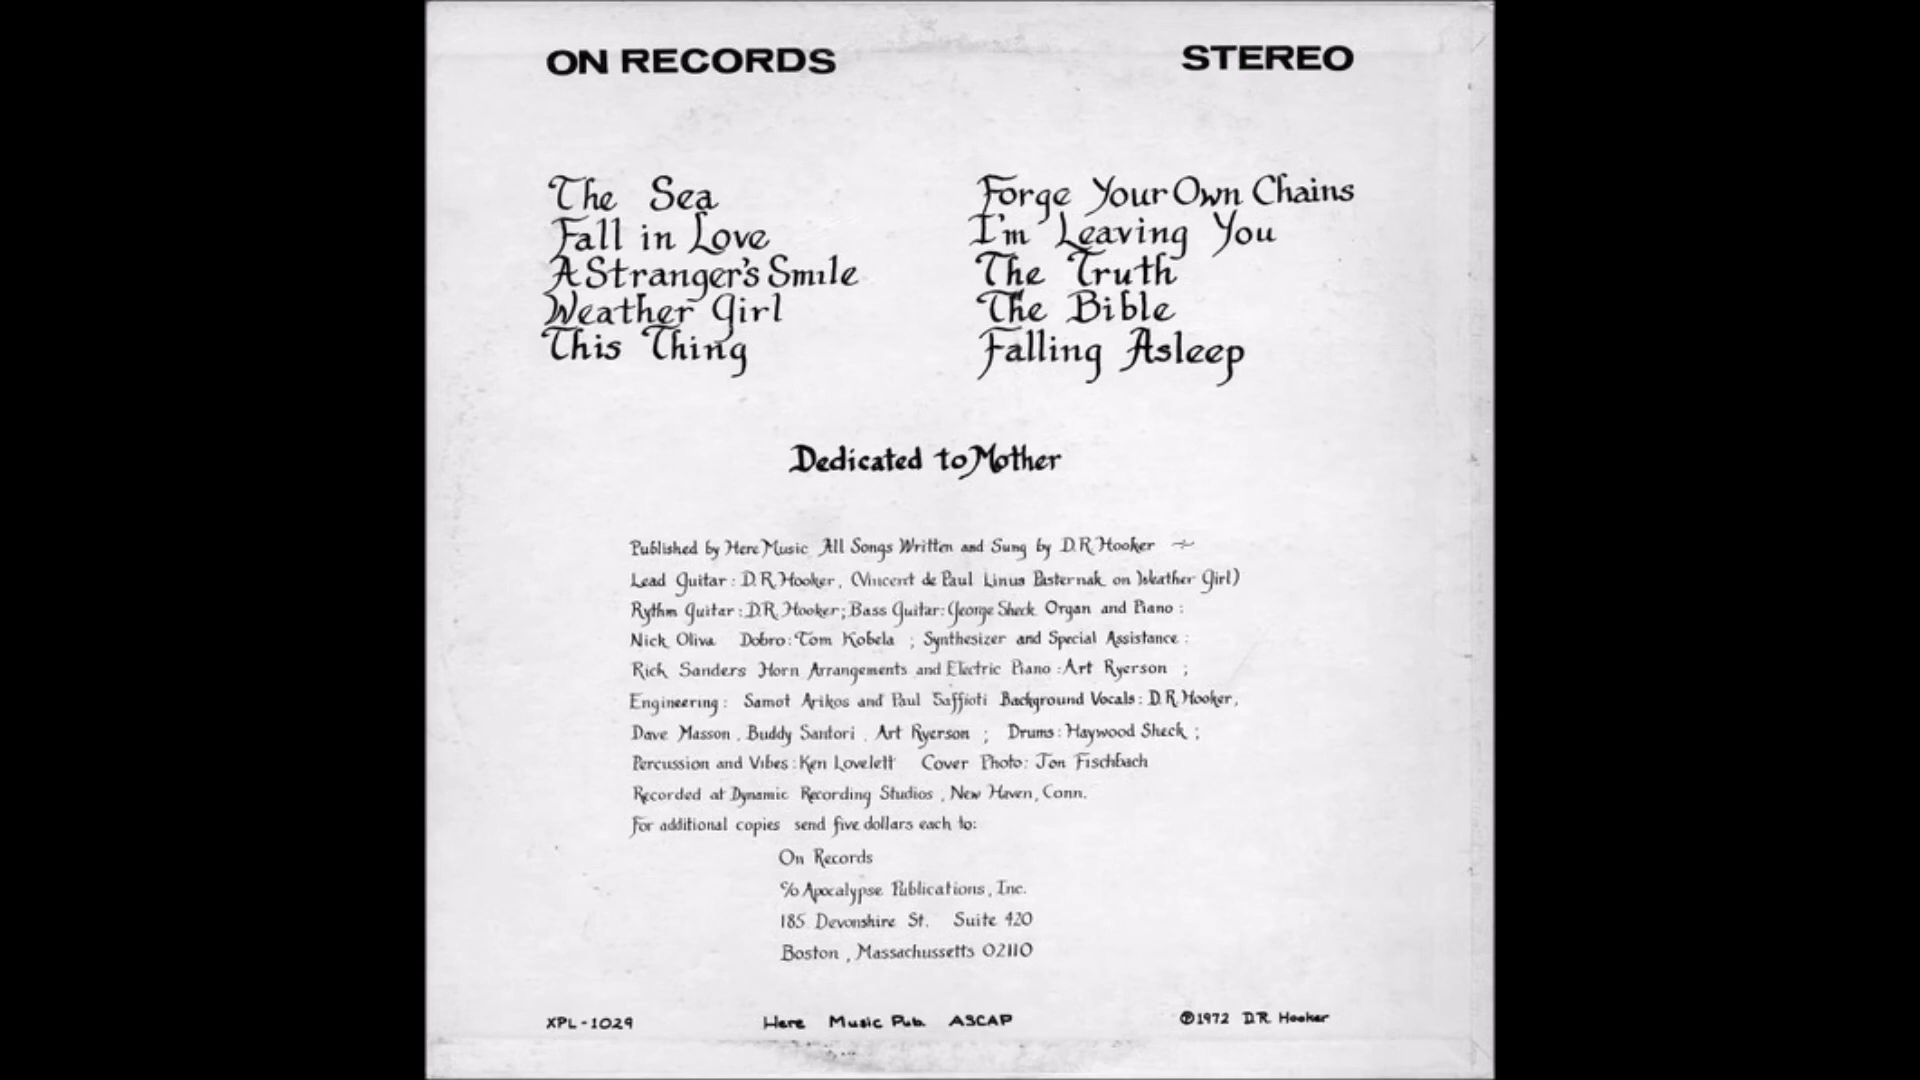 ON RECORDS STEREO
The Sea
Fall in Love
A Stranger's Smile
Weather Girl
This Thing
Forge Your Own Chains
I'm Leaving You
The Truth
The Bible
Falling Asleep
Dedicated to Mother
Published by Here Music All Songs Written and Sung by D.R. Hooker
Lead Guitar: D.R. Hooker, (Vincent de Paul Linus Pasternak on Weather Girl)
Rythm Guitar: D.R. Hooker; Bass Guitar: George Sheck Organ and Piano:
Nick Oliva Dobro: Tom Kobela ; Synthesizer and Special Assistance:
Rick Sanders Horn Arrangements and Electric Piano: Art Ryerson ;
Engineering: Samot Arikos and Paul Saffioti Background Vocals: D.R. Hooker,
Dave Masson, Buddy Santori, Art Ryerson ; Drums: Haywood Sheck ;
Percussion and Vibes: Ken Lovelett Cover Photo: Jon Fischbach
Recorded at Dynamic Recording Studios, New Haven, Conn.
For additional copies send five dollars each to:
On Records
℅ Apocalypse Publications, Inc.
185 Devonshire St. Suite 420
Boston, Massachussetts 02110
XPL-1029 Here Music Pub. ASCAP ℗1972 D.R. Hooker